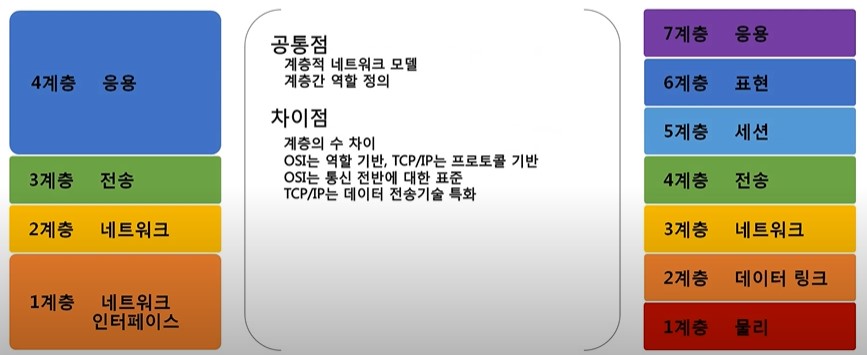 4계층 응용
3계층 전송
2계층 네트워크
1계층 네트워크
인터페이스
공통점
계층적 네트워크 모델
계층간 역할 정의
차이점
계층의 수 차이
OSI는 역할 기반, TCP/IP는 프로토콜 기반
OSI는 통신 전반에 대한 표준
TCP/IP는 데이터 전송기술 특화
7계층 응용
6계층 표현
5계층 세션
4계층 전송
3계층 네트워크
2계층 데이터 링크
1계층 물리